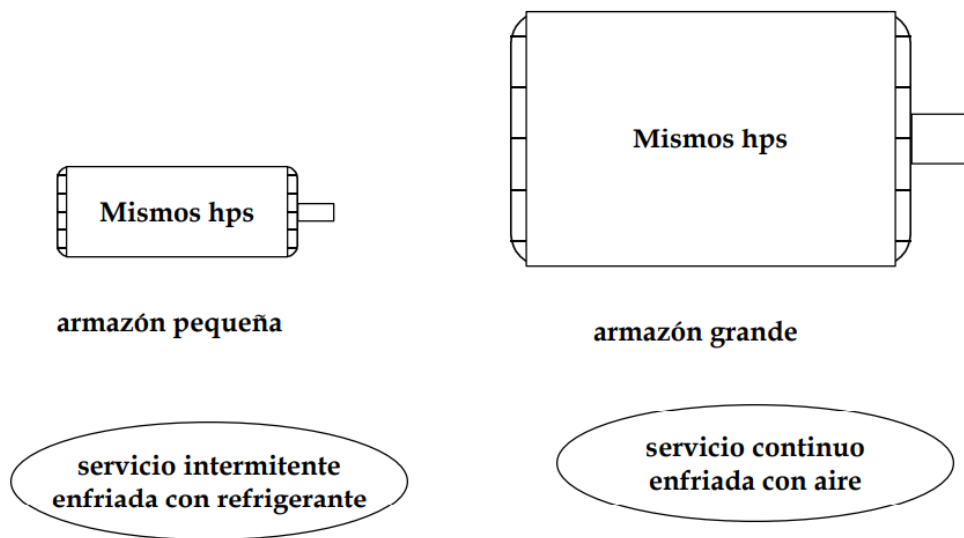 Mismos hps
Mismos hps
armazón pequeña
armazón grande
servicio intermitente
enfriada con refrigerante
servicio continuo
enfriada con aire